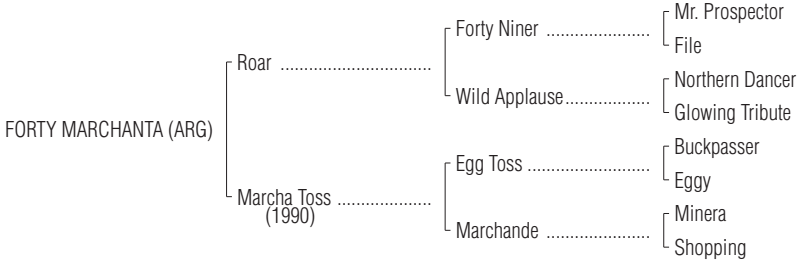 Mr. Prospector
Forty Niner ......................
File
Roar ................................
Northern Dancer
Wild Applause..................
Glowing Tribute
FORTY MARCHANTA (ARG)
Buckpasser
Egg Toss ..........................
Eggy
Marcha Toss ....................
(1990)
Minera
Marchande ......................
Shopping